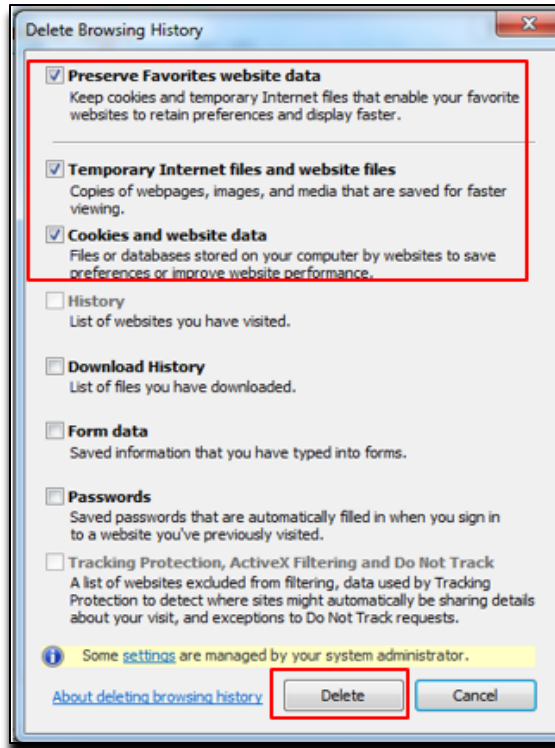 Delete Browsing History
Preserve Favorites website data
Keep cookies and temporary Internet files that enable your favorite
websites to retain preferences and display faster.
Temporary Internet files and website files
Copies of webpages, images, and media that are saved for faster
viewing.
Cookies and website data
Files or databases stored on your computer by websites to save
preferences or improve website performance.
History
List of websites you have visited.
Download History
List of files you have downloaded.
Form data
Saved information that you have typed into forms.
Passwords
Saved passwords that are automatically filled in when you sign in
to a website you've previously visited.
Tracking Protection, ActiveX Filtering and Do Not Track
A list of websites excluded from filtering, data used by Tracking
Protection to detect where sites might automatically be sharing details
about your visit, and exceptions to Do Not Track requests.
Some settings are managed by your system administrator.
About deleting browsing history
Delete
Cancel